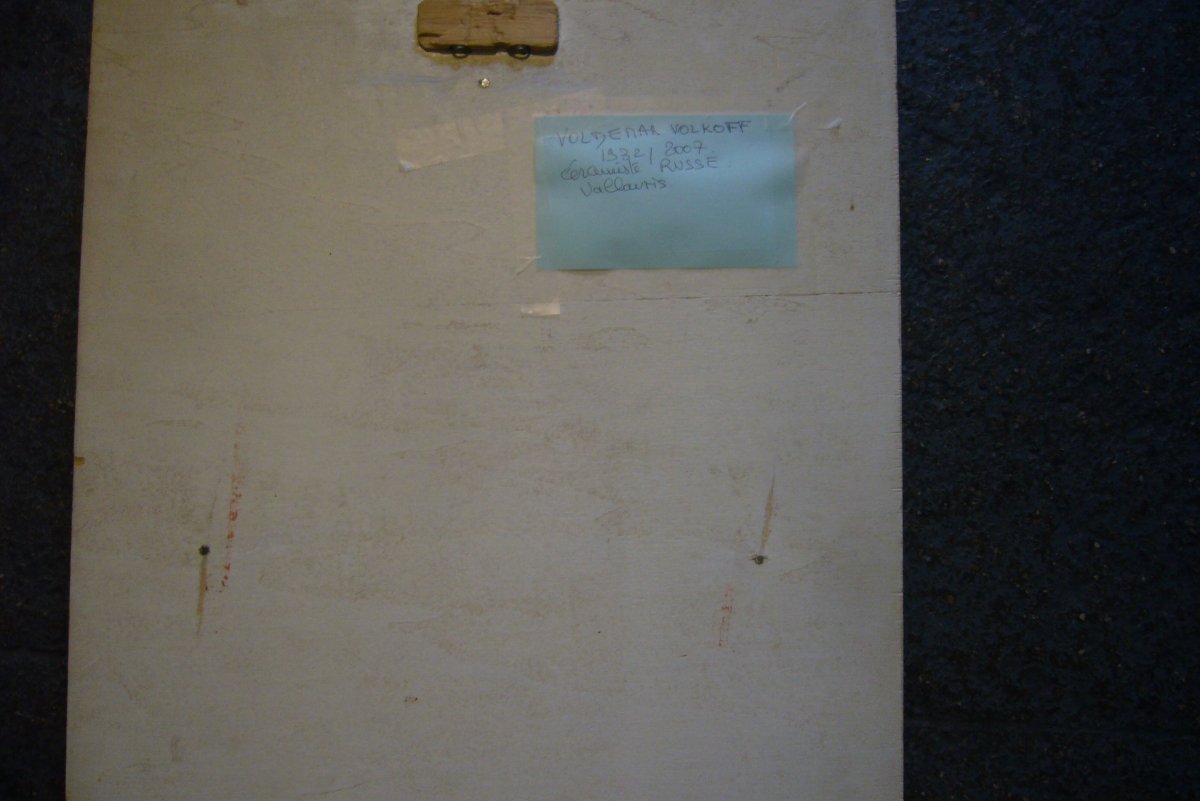 VOLDEMAR VOLKOFF
1932/2007.
Céramiste RUSSE
Vallauris